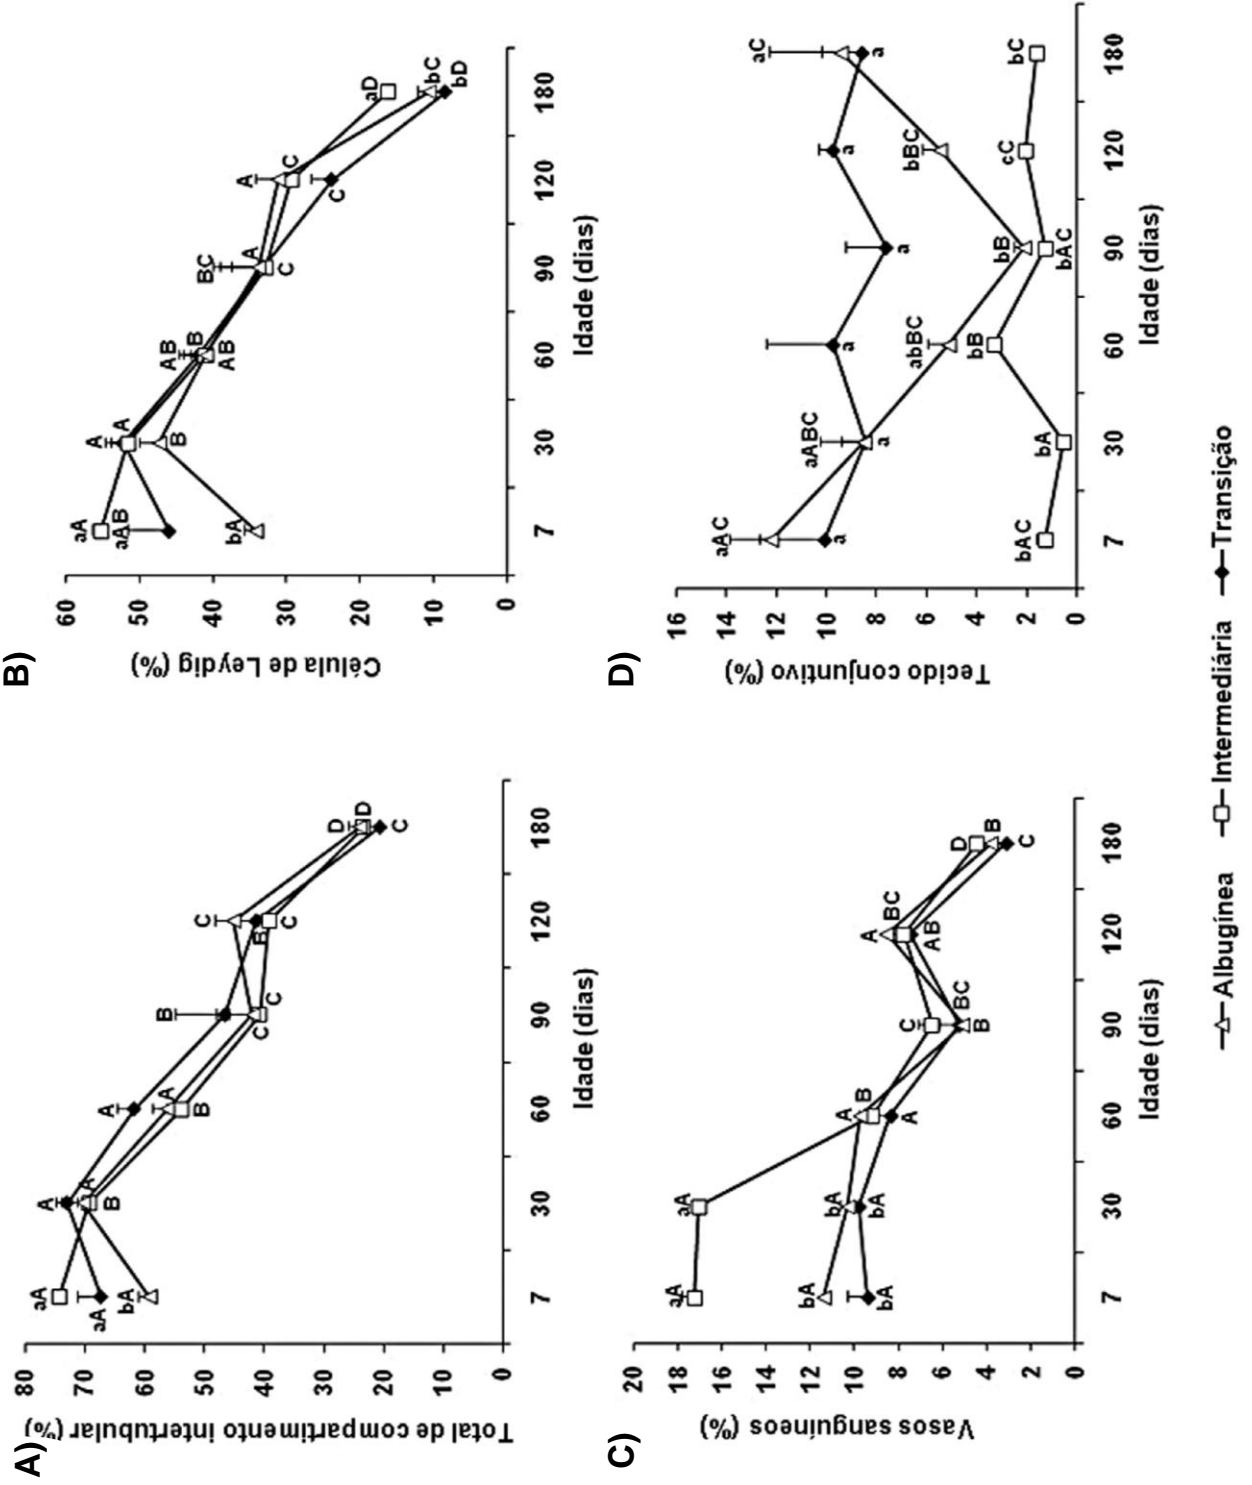 A)
Total de compartimento intertubular (%)
80
70
60
50
40
30
20
10
0
aA
aA
bA
A
A
B
A
A
B
B
C
C
C
B
C
D
D
C
7
30
60
90
120
180
Idade (dias)
B)
Célula de Leydig (%)
60
50
40
30
20
10
0
aA
aAB
bA
A
A
B
AB
B
AB
BC
A
C
A
C
C
aD
bC
bD
7
30
60
90
120
180
Idade (dias)
C)
Vasos sanguíneos (%)
20
18
16
14
12
10
8
6
4
2
0
aA
bA
bA
aA
bA
bA
A
B
A
C
BC
B
A
BC
AB
D
B
C
7
30
60
90
120
180
Idade (dias)
D)
Tecido conjuntivo (%)
16
14
12
10
8
6
4
2
0
aAC
a
bAC
aABC
a
bA
a
abBC
bB
a
bB
bAC
a
bBC
cC
aC
a
bC
7
30
60
90
120
180
Idade (dias)
Albugínea
Intermediária
Transição